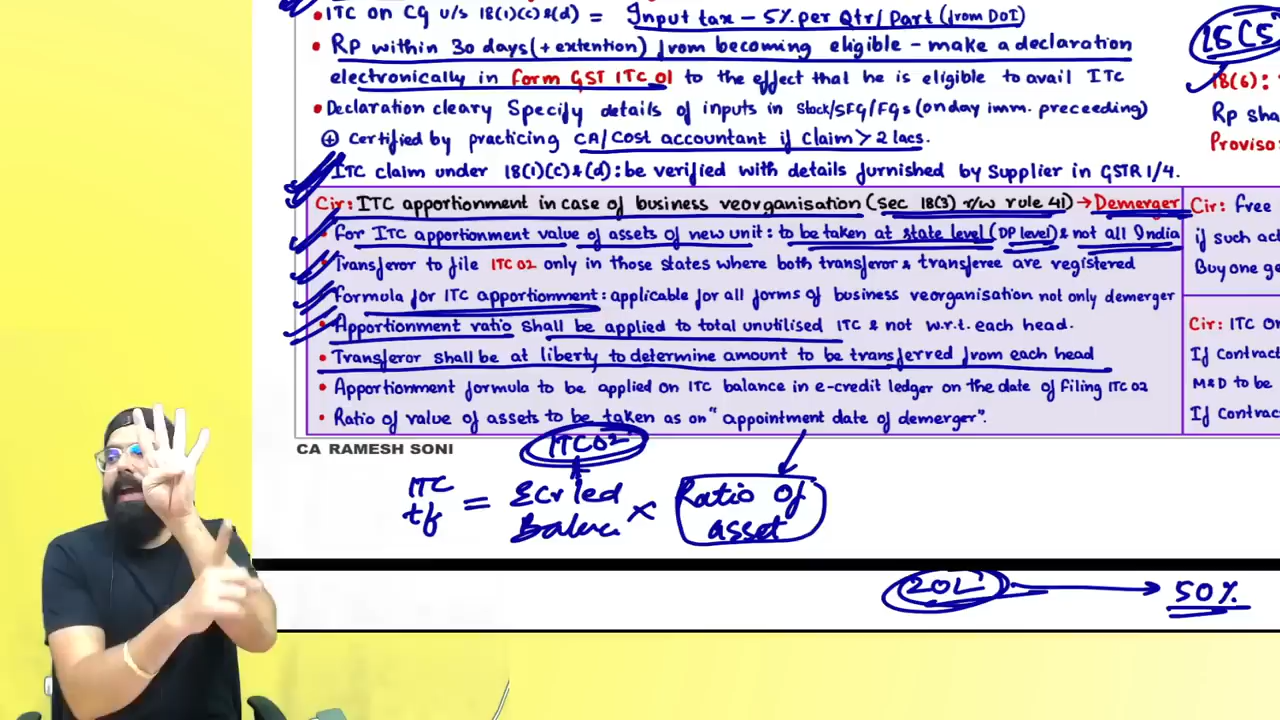 • ITC on CG u/s 18(1)(c)&(d) = Input tax – 5% per Qtr/Part (from DOI)
• RP within 30 days (+ extention) from becoming eligible – make a declaration
electronically in form GST ITC 01 to the effect that he is eligible to avail ITC
• Declaration cleary Specify details of inputs in Stock/SFG/FGs (on day imm. preceeding)
⊕ Certified by practicing CA/Cost accountant if Claim > 2 lacs.
ITC claim under 18(1)(c)&(d): be verified with details furnished by Supplier in GSTR 1/4.
Cir: ITC apportionment in case of business reorganisation (Sec 18(3) r/w rule 41) → Demerger
• For ITC apportionment value of assets of new unit: to be taken at state level (DP level) & not all India
• Transferor to file ITC 02 only in those states where both transferor & transferee are registered
• Formula for ITC apportionment: applicable for all forms of business reorganisation not only demerger
• Apportionment ratio shall be applied to total unutilised ITC & not w.r.t. each head.
• Transferor shall be at liberty to determine amount to be transferred from each head
• Apportionment formula to be applied on ITC balance in e-credit ledger on the date of filing ITC 02
• Ratio of value of assets to be taken as on "appointment date of demerger".
18(6):
RP sha
Proviso
Cir: Free
if such act
Buy one ge
Cir: ITC on
If Contract
M&D to be
If Contrac
CA RAMESH SONI
ITC 02
ITC tf = ECr led Balanc × Ratio of asset
20L → 50%